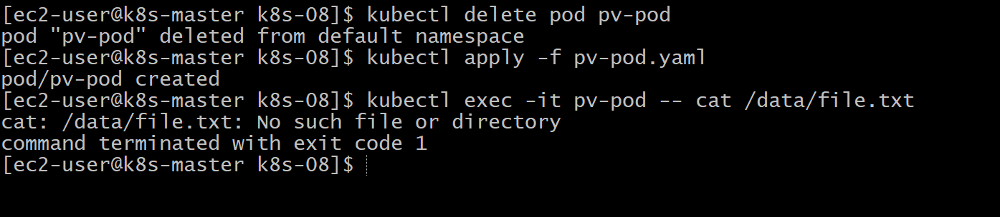 [ec2-user@k8s-master k8s-08]$ kubectl delete pod pv-pod
pod "pv-pod" deleted from default namespace
[ec2-user@k8s-master k8s-08]$ kubectl apply -f pv-pod.yaml
pod/pv-pod created
[ec2-user@k8s-master k8s-08]$ kubectl exec -it pv-pod -- cat /data/file.txt
cat: /data/file.txt: No such file or directory
command terminated with exit code 1
[ec2-user@k8s-master k8s-08]$